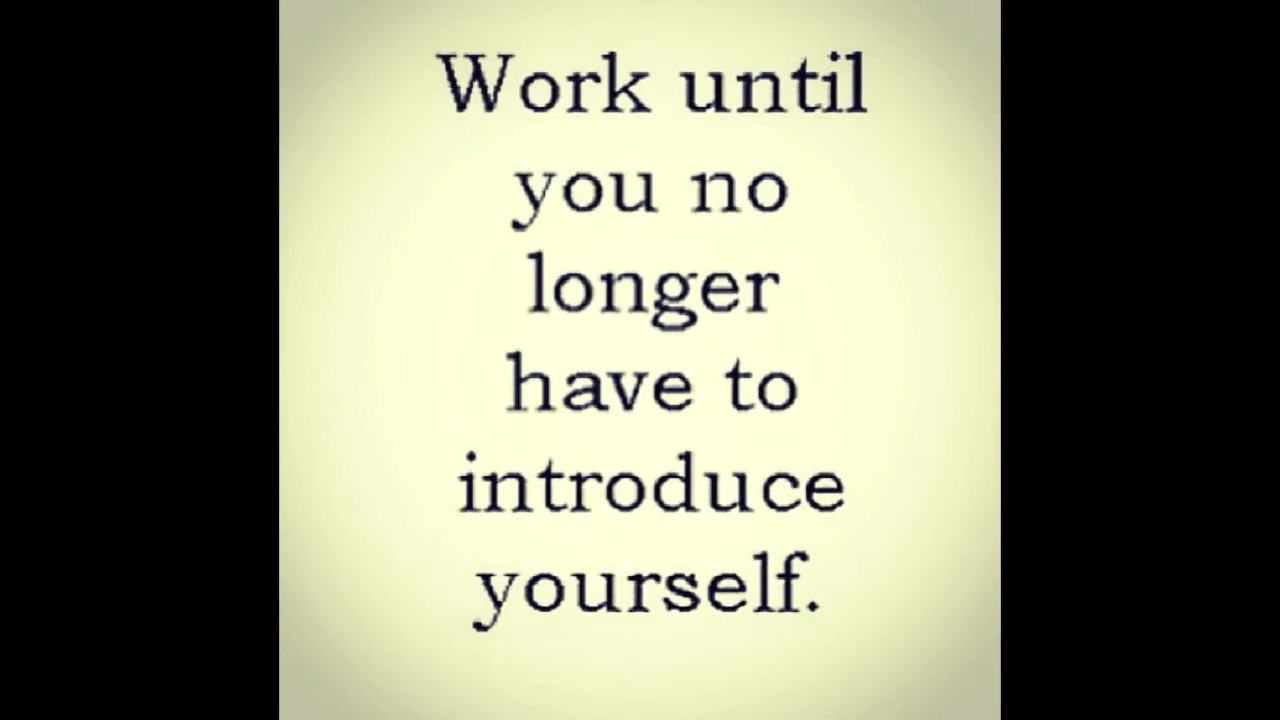 Work until
you no
longer
have to
introduce
yourself.